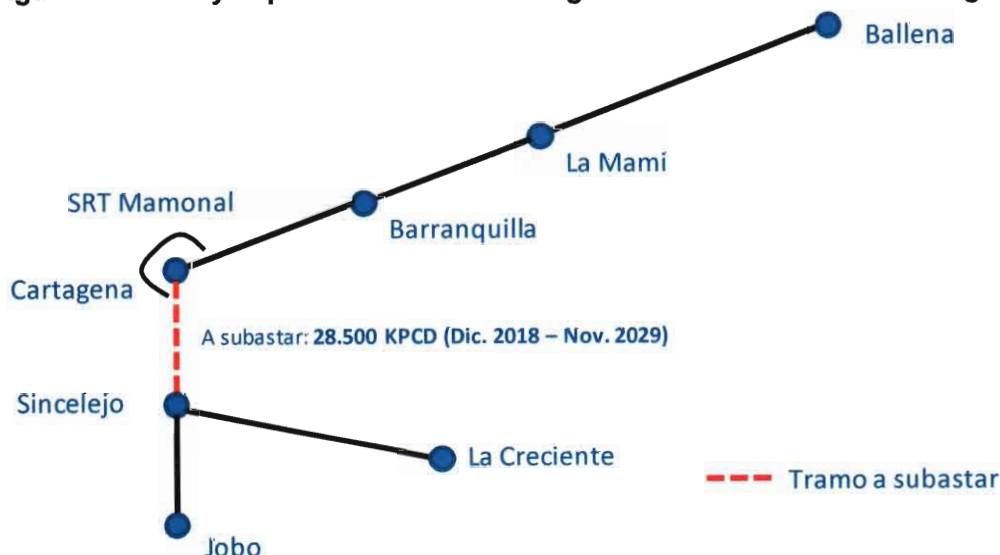 Ballena
La Mami
SRT Mamonal
Barranquilla
Cartagena
A subastar: 28.500 KPCD (Dic. 2018 – Nov. 2029)
Sincelejo
La Creciente
Tramo a subastar
Jobo